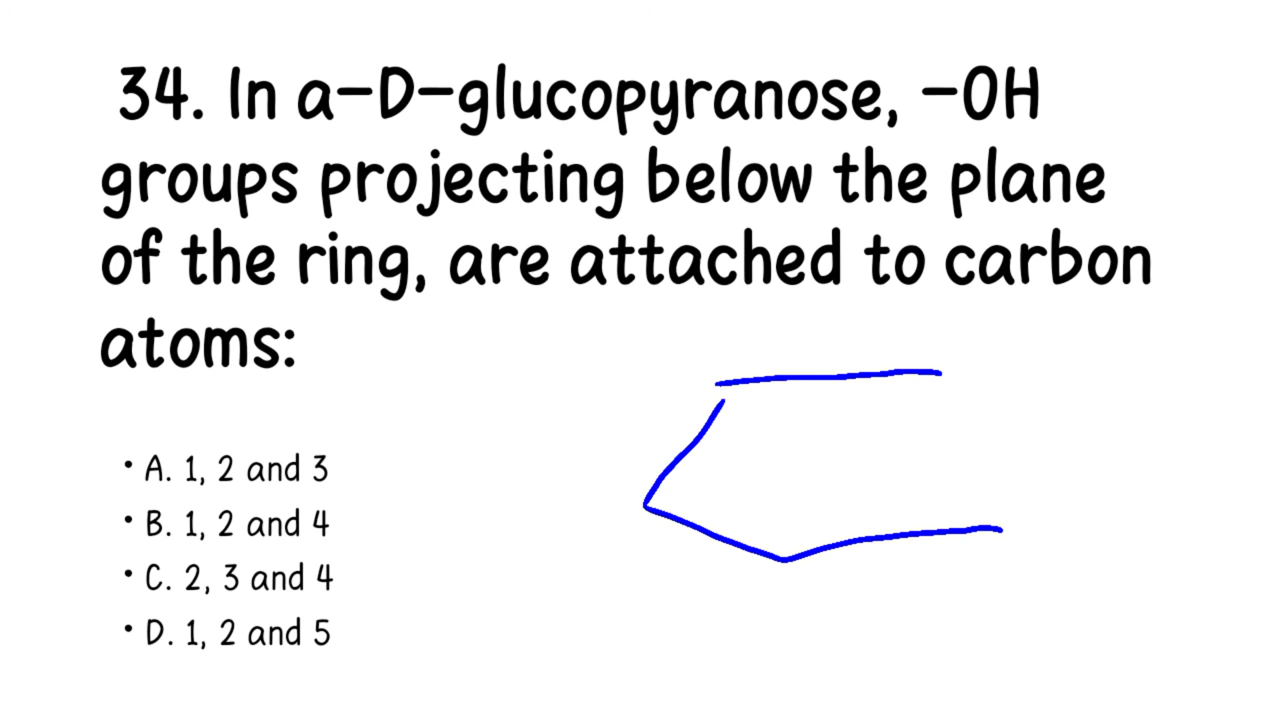 34. In a-D-glucopyranose, -OH
groups projecting below the plane
of the ring, are attached to carbon
atoms:
• A. 1, 2 and 3
• B. 1, 2 and 4
• C. 2, 3 and 4
• D. 1, 2 and 5